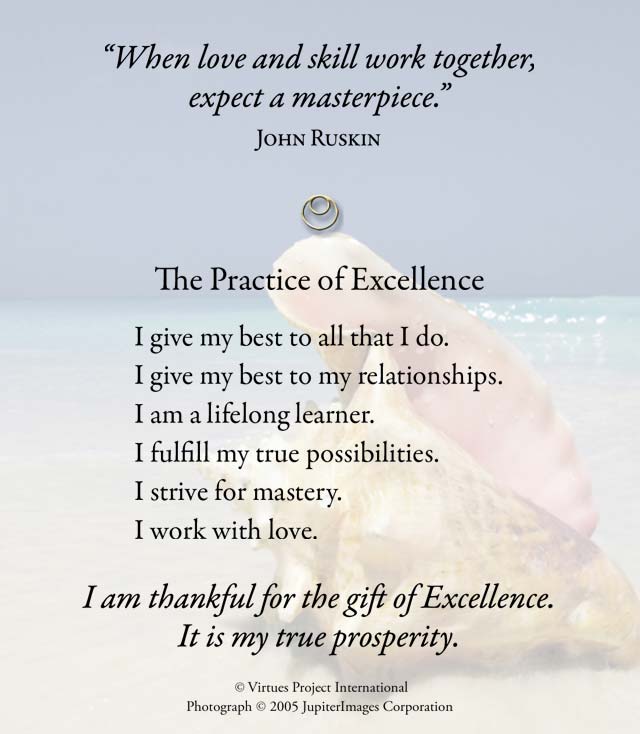 “When love and skill work together,
expect a masterpiece.”
John Ruskin
The Practice of Excellence
I give my best to all that I do.
I give my best to my relationships.
I am a lifelong learner.
I fulfill my true possibilities.
I strive for mastery.
I work with love.
I am thankful for the gift of Excellence.
It is my true prosperity.
© Virtues Project International
Photograph © 2005 JupiterImages Corporation